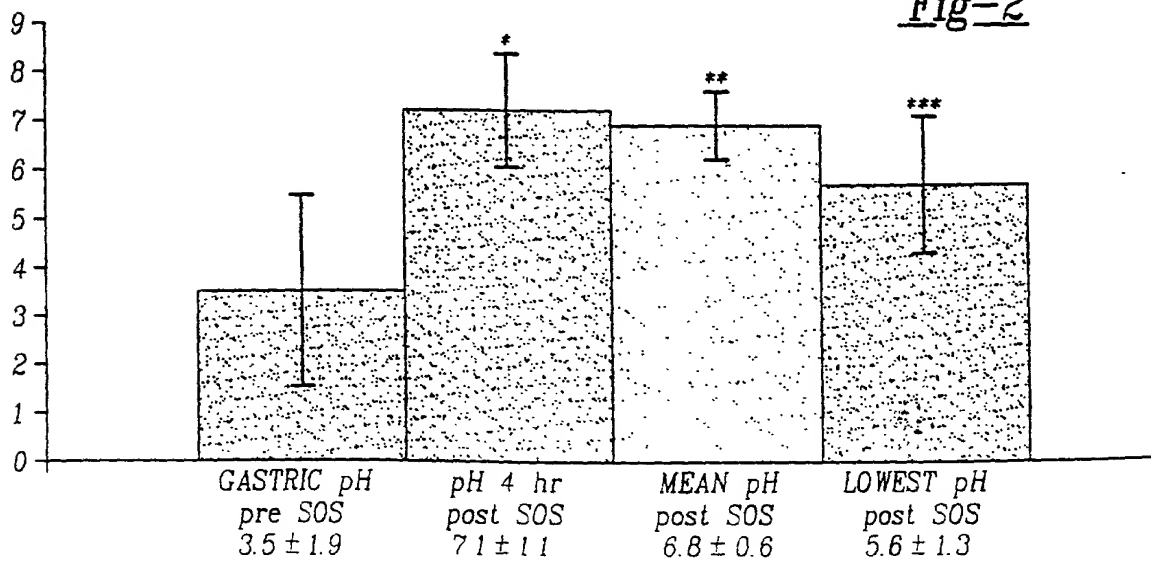 Fig-2
9
8
7
6
5
4
3
2
1
0
*
**
***
GASTRIC pH
pre SOS
3.5 ± 1.9
pH 4 hr
post SOS
7 1 ± 1 1
MEAN pH
post SOS
6.8 ± 0.6
LOWEST pH
post SOS
5.6 ± 1.3